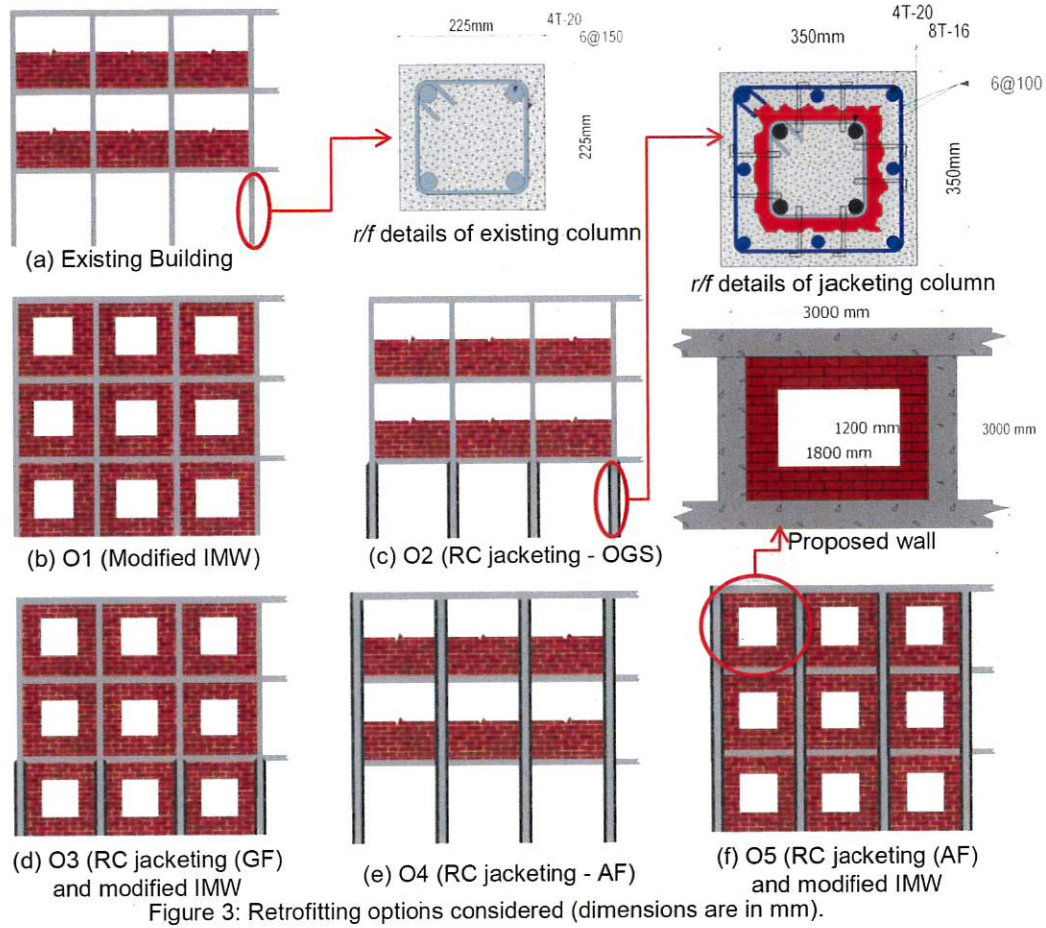 225mm
4T-20
6@150
225mm
r/f details of existing column
350mm
4T-20
8T-16
6@100
350mm
r/f details of jacketing column
(a) Existing Building
(b) O1 (Modified IMW)
(c) O2 (RC jacketing - OGS)
3000 mm
1200 mm
1800 mm
3000 mm
Proposed wall
(d) O3 (RC jacketing (GF)
and modified IMW
(e) O4 (RC jacketing - AF)
(f) O5 (RC jacketing (AF)
and modified IMW
Figure 3: Retrofitting options considered (dimensions are in mm).